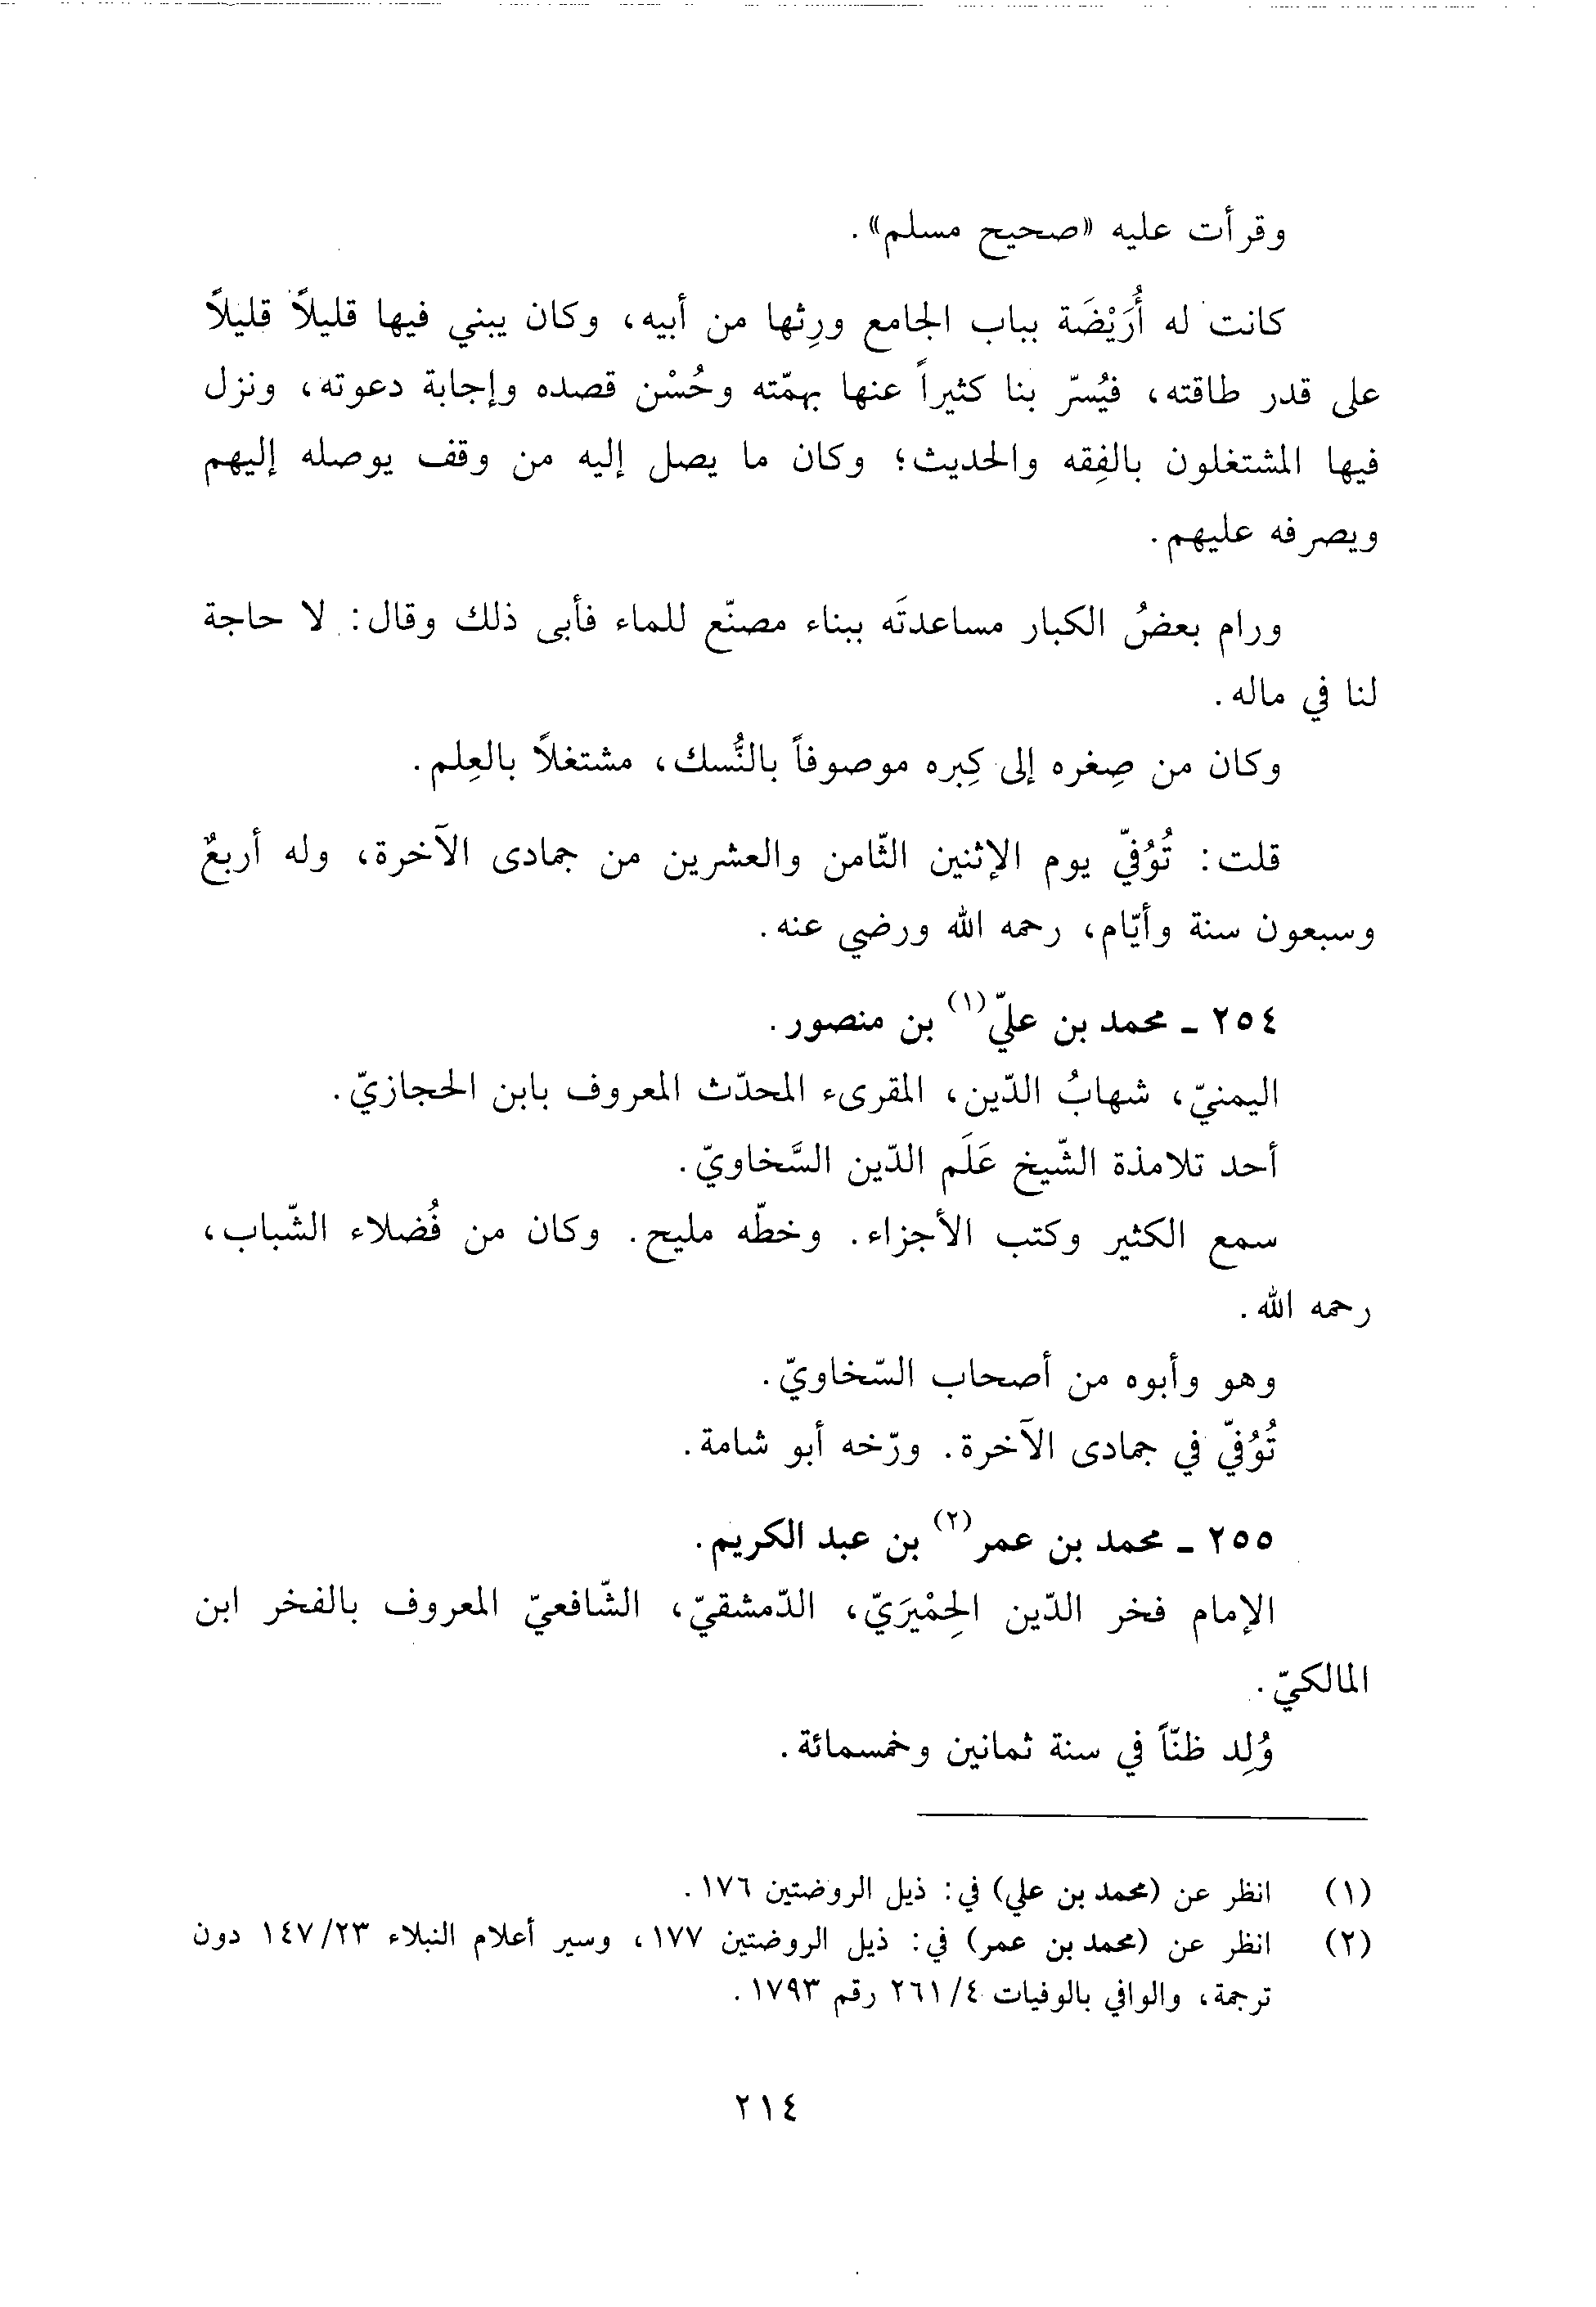 وقرأت عليه «صحيح مسلم».
كانت له أُرَيْضَة بباب الجامع ورِثها من أبيه، وكان يبني فيها قليلاً قليلاً
على قدر طاقته، فيُسرّ بنا كثيراً عنها بهمّته وحُسْن قصده وإجابة دعوته، ونزل
فيها المشتغلون بالفِقه والحديث؛ وكان ما يصل إليه من وقف يوصله إليهم
ويصرفه عليهم.
ورام بعضُ الكبار مساعدتَه ببناء مصنّع للماء فأبى ذلك وقال: لا حاجة
لنا في ماله.
وكان من صِغره إلى كِبره موصوفاً بالنُّسك، مشتغلاً بالعِلم.
قلت: تُوُفّي يوم الإثنين الثّامن والعشرين من جمادى الآخرة، وله أربعٌ
وسبعون سنة وأيّام، رحمه الله ورضي عنه.
٢٥٤ ـ محمد بن عليّ(١) بن منصور.
اليمنيّ، شهابُ الدّين، المقرىء المحدّث المعروف بابن الحجازيّ.
أحد تلامذة الشّيخ عَلَم الدّين السَّخاويّ.
سمع الكثير وكتب الأجزاء. وخطّه مليح. وكان من فُضلاء الشّباب،
رحمه الله.
وهو وأبوه من أصحاب السّخاويّ.
تُوُفّي في جمادى الآخرة. ورّخه أبو شامة.
٢٥٥ ـ محمد بن عمر(٢) بن عبد الكريم.
الإمام فخر الدّين الحِمْيَريّ، الدّمشقيّ، الشّافعيّ المعروف بالفخر ابن
المالكيّ.
وُلِد ظنّاً في سنة ثمانين وخمسمائة.
(١) انظر عن (محمد بن علي) في: ذيل الروضتين ١٧٦.
(٢) انظر عن (محمد بن عمر) في: ذيل الروضتين ١٧٧، وسير أعلام النبلاء ١٤٧/٢٣ دون
ترجمة، والوافي بالوفيات ٢٦١/٤ رقم ١٧٩٣.
٢١٤